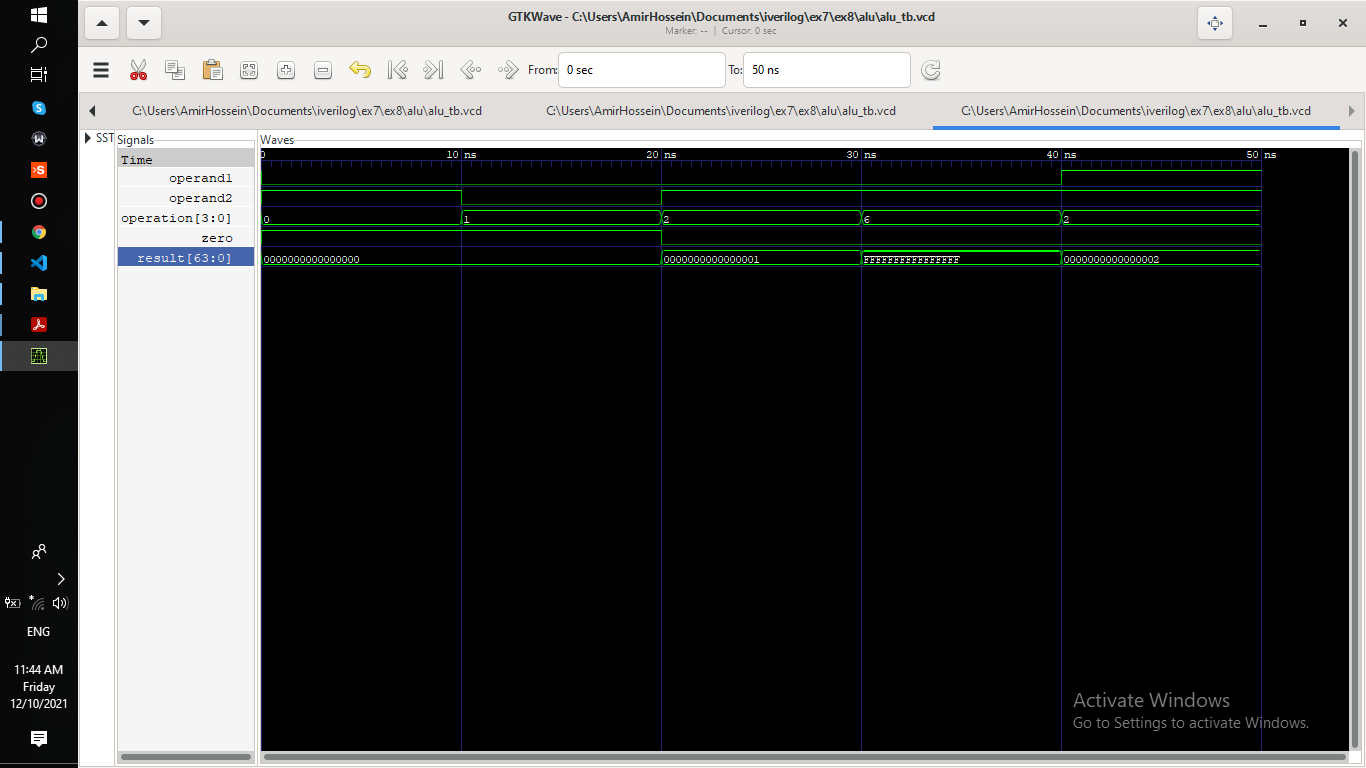 GTKWave - C:\Users\AmirHossein\Documents\iverilog\ex7\ex8\alu\alu_tb.vcd
Marker: -- | Cursor: 0 sec
From: 0 sec To: 50 ns
C:\Users\AmirHossein\Documents\iverilog\ex7\ex8\alu\alu_tb.vcd C:\Users\AmirHossein\Documents\iverilog\ex7\ex8\alu\alu_tb.vcd C:\Users\AmirHossein\Documents\iverilog\ex7\ex8\alu\alu_tb.vcd
SST Signals Waves
Time 0 10 ns 20 ns 30 ns 40 ns 50 ns
operand1
operand2
operation[3:0] 0 1 2 6 2
zero
result[63:0] 0000000000000000 0000000000000001 FFFFFFFFFFFFFFFF 0000000000000002
ENG
11:44 AM
Friday
12/10/2021
Activate Windows
Go to Settings to activate Windows.